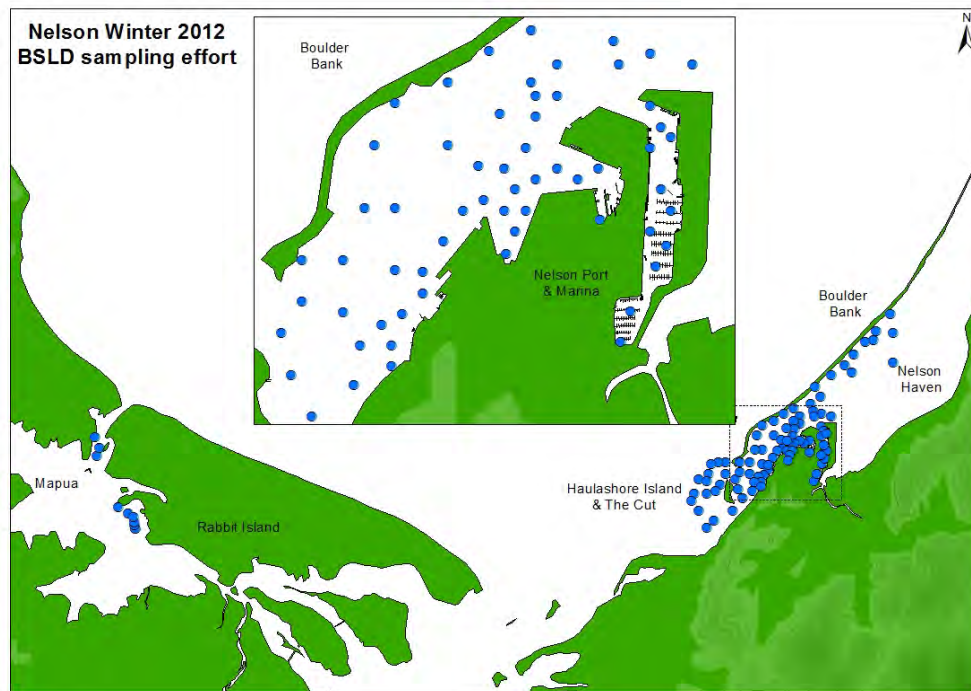 Nelson Winter 2012
BSLD sampling effort
Boulder
Bank
N
Nelson Port
& Marina
Boulder
Bank
Nelson
Haven
Mapua
Haulashore Island
& The Cut
Rabbit Island